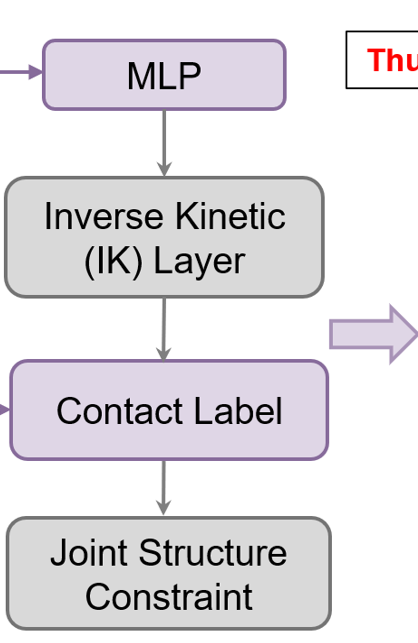 MLP
Thu
Inverse Kinetic
(IK) Layer
Contact Label
Joint Structure
Constraint